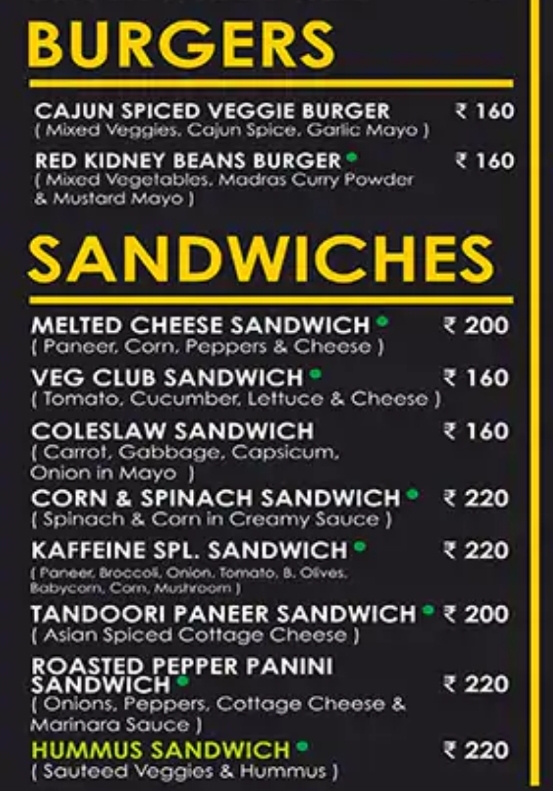 BURGERS
CAJUN SPICED VEGGIE BURGER ₹ 160
( Mixed Veggies, Cajun Spice, Garlic Mayo )
RED KIDNEY BEANS BURGER ₹ 160
( Mixed Vegetables, Madras Curry Powder
& Mustard Mayo )
SANDWICHES
MELTED CHEESE SANDWICH ₹ 200
( Paneer, Corn, Peppers & Cheese )
VEG CLUB SANDWICH ₹ 160
( Tomato, Cucumber, Lettuce & Cheese )
COLESLAW SANDWICH ₹ 160
( Carrot, Gabbage, Capsicum,
Onion in Mayo )
CORN & SPINACH SANDWICH ₹ 220
( Spinach & Corn in Creamy Sauce )
KAFFEINE SPL. SANDWICH ₹ 220
( Paneer, Broccoli, Onion, Tomato, B. Olives,
Babycorn, Corn, Mushroom )
TANDOORI PANEER SANDWICH ₹ 200
( Asian Spiced Cottage Cheese )
ROASTED PEPPER PANINI
SANDWICH ₹ 220
( Onions, Peppers, Cottage Cheese &
Marinara Sauce )
HUMMUS SANDWICH ₹ 220
( Sauteed Veggies & Hummus )